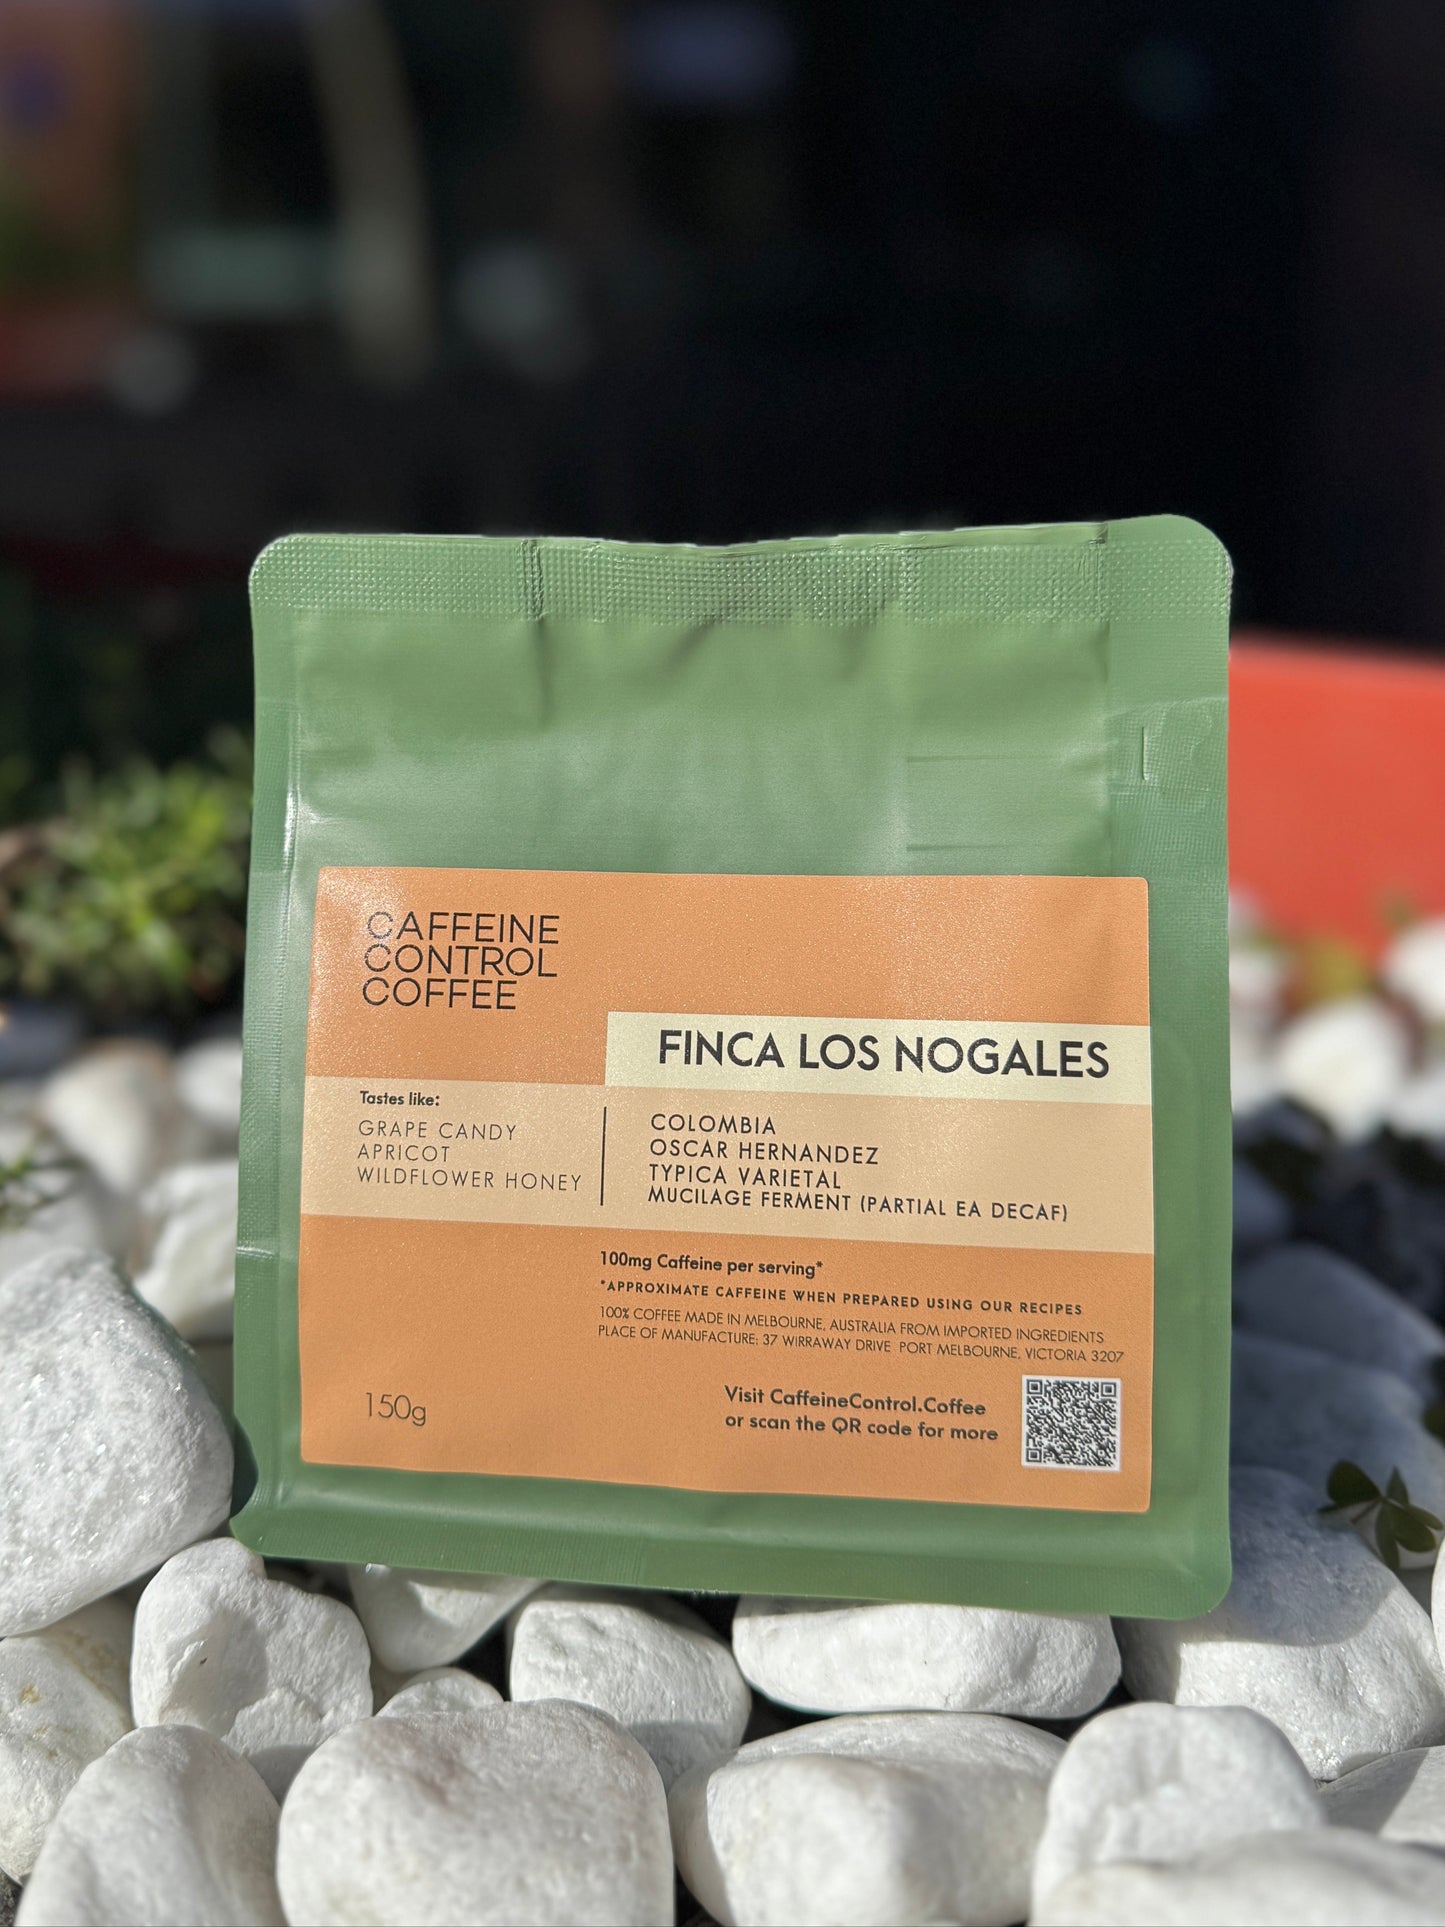 CAFFEINE
CONTROL
COFFEE
FINCA LOS NOGALES
Tastes like:
GRAPE CANDY
APRICOT
WILDFLOWER HONEY
COLOMBIA
OSCAR HERNANDEZ
TYPICA VARIETAL
MUCILAGE FERMENT (PARTIAL EA DECAF)
100mg Caffeine per serving*
*APPROXIMATE CAFFEINE WHEN PREPARED USING OUR RECIPES
100% COFFEE MADE IN MELBOURNE, AUSTRALIA FROM IMPORTED INGREDIENTS
PLACE OF MANUFACTURE: 37 WIRRAWAY DRIVE PORT MELBOURNE, VICTORIA 3207
150g
Visit CaffeineControl.Coffee
or scan the QR code for more